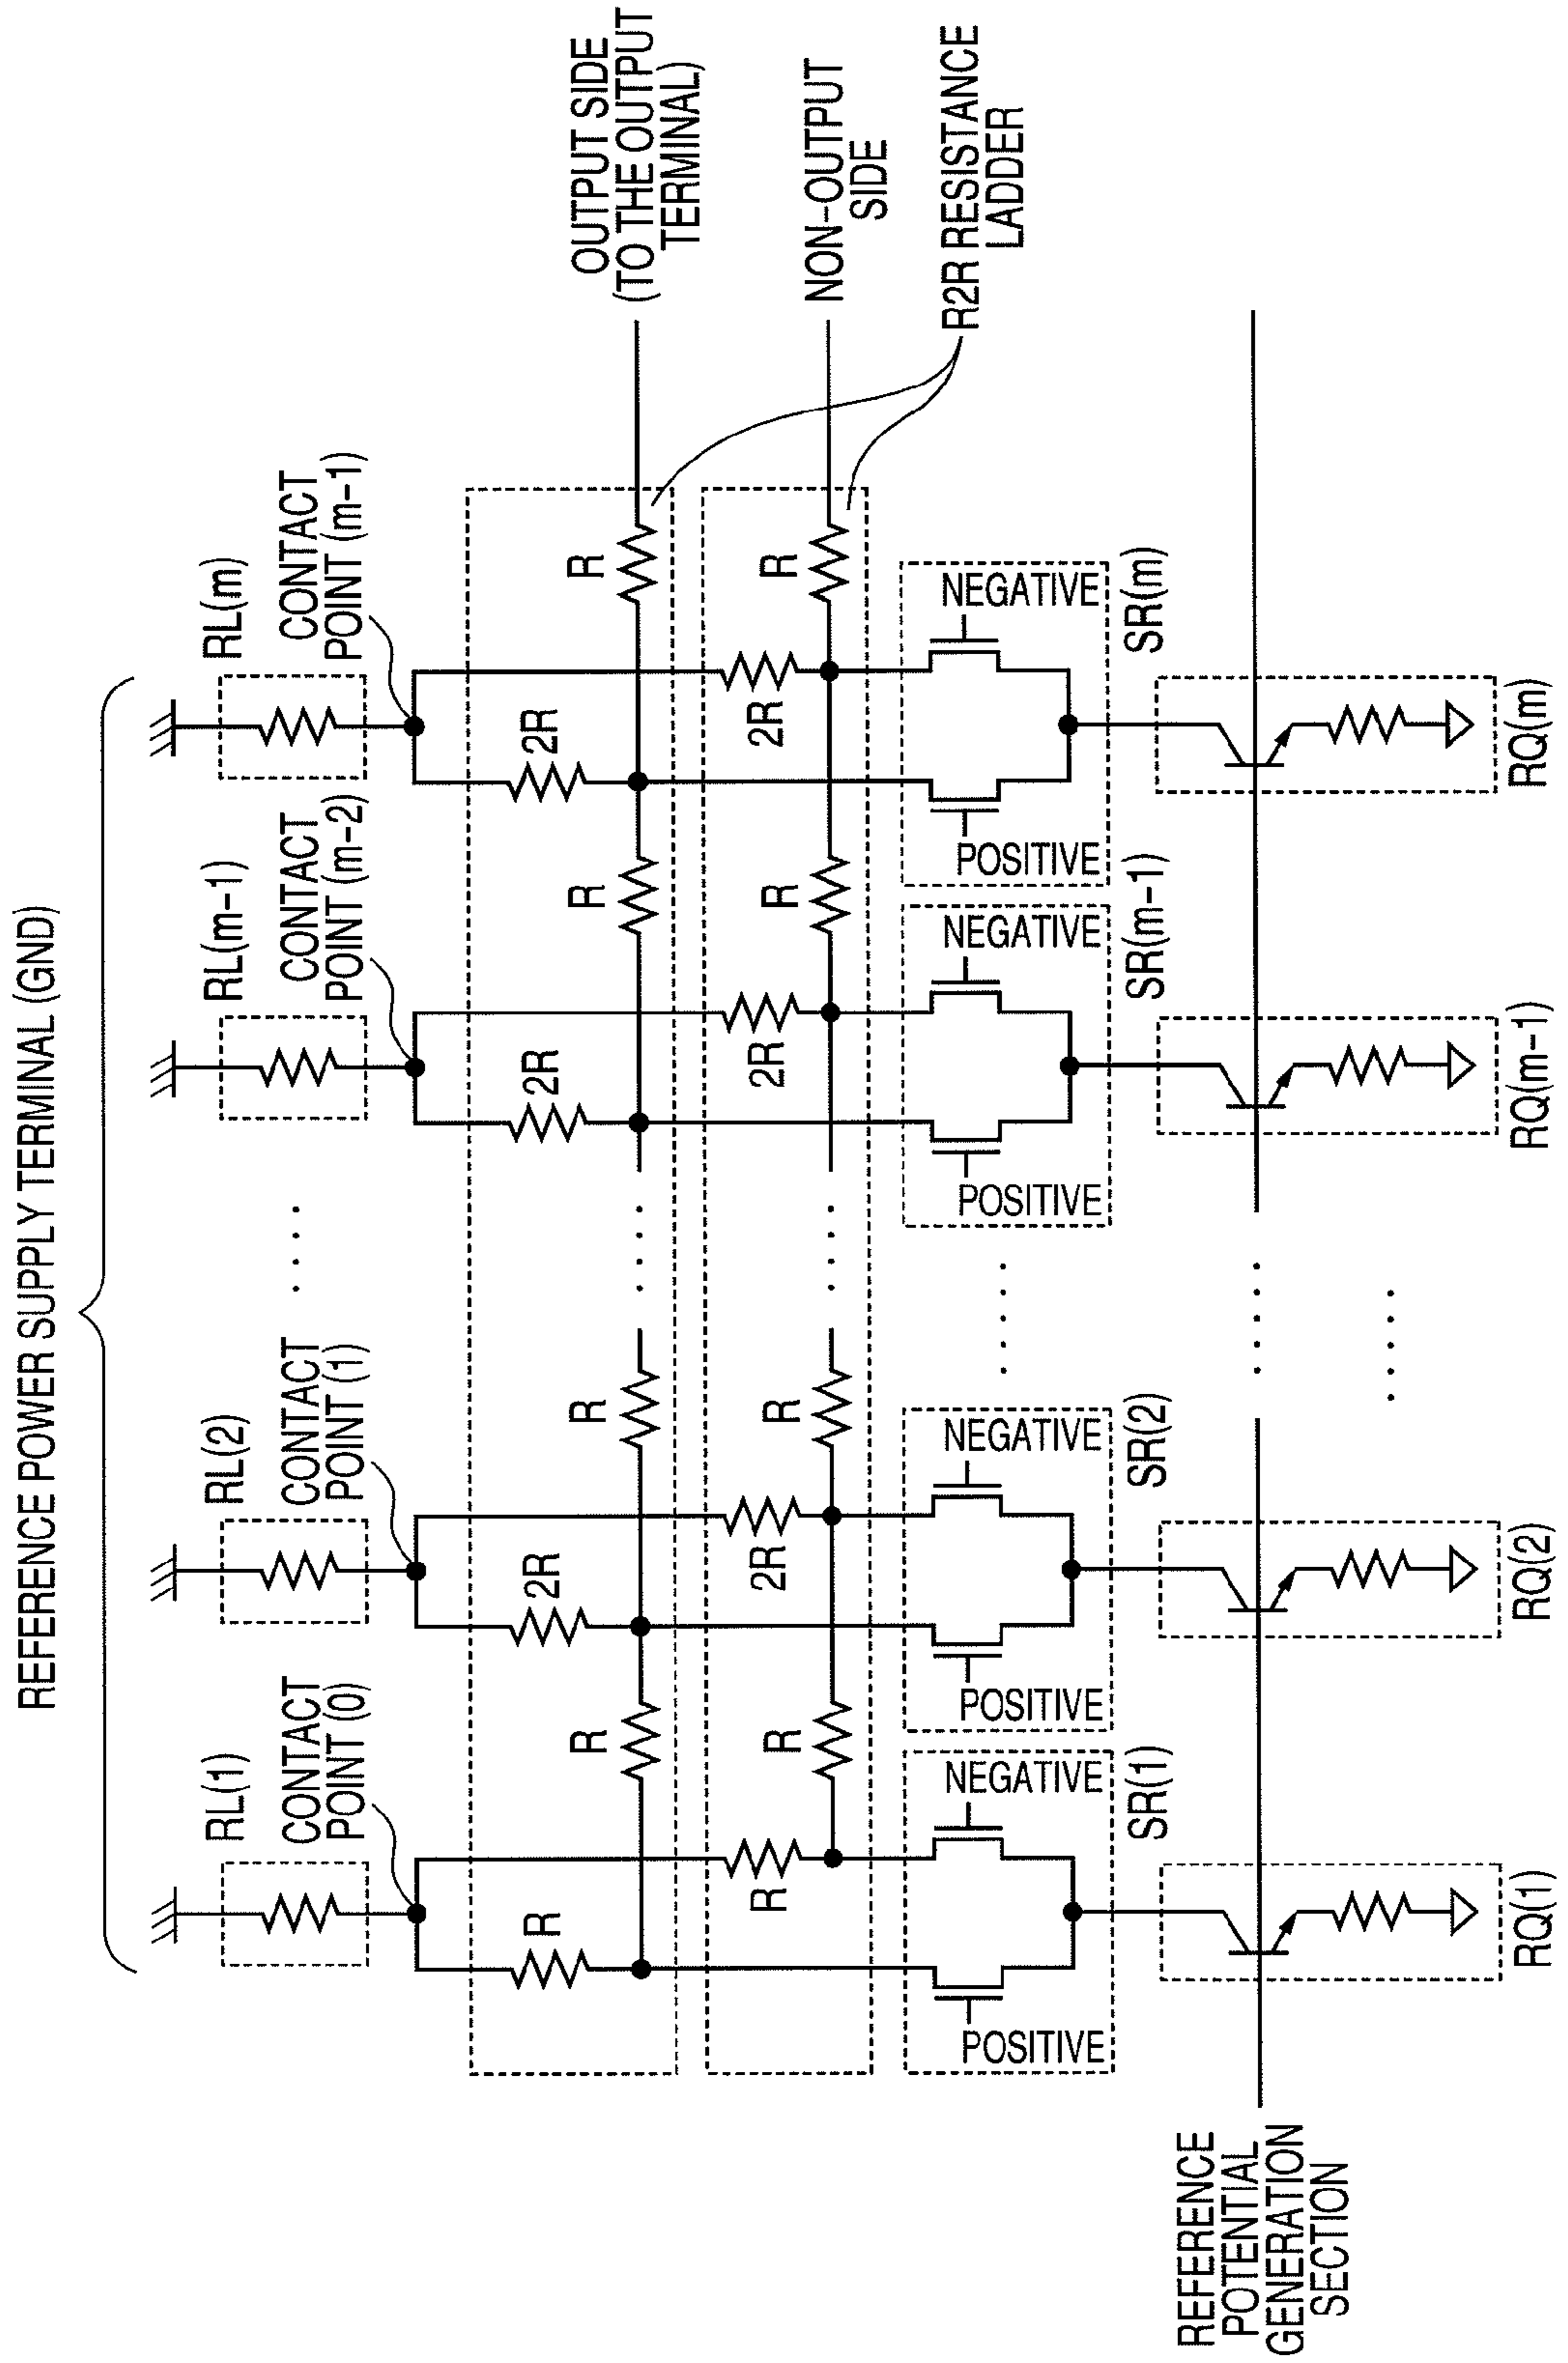 REFERENCE POWER SUPPLY TERMINAL (GND)
RL(1)
RL(2)
RL(m-1)
RL(m)
CONTACT
POINT (0)
CONTACT
POINT (1)
CONTACT
POINT (m-2)
CONTACT
POINT (m-1)
R
2R
2R
2R
R
R
R
R
OUTPUT SIDE
(TO THE OUTPUT
TERMINAL)
R
2R
2R
2R
R
R
R
R
NON-OUTPUT
SIDE
R2R RESISTANCE
LADDER
POSITIVE
NEGATIVE
POSITIVE
NEGATIVE
POSITIVE
NEGATIVE
POSITIVE
NEGATIVE
SR(1)
SR(2)
SR(m-1)
SR(m)
REFERENCE
POTENTIAL
GENERATION
SECTION
RQ(1)
RQ(2)
RQ(m-1)
RQ(m)